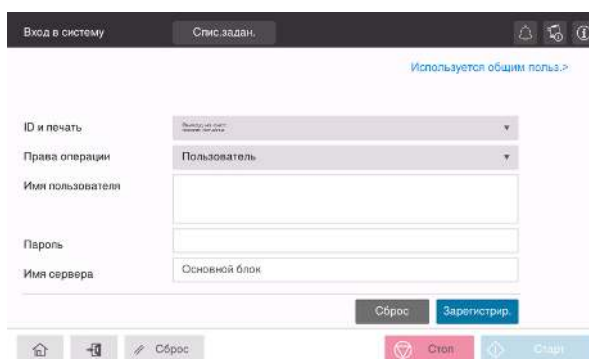 Вход в систему
Спис.задан.
Используется общим польз.>
ID и печать
Права операции
Пользователь
Имя пользователя
Пароль
Имя сервера
Основной блок
Сброс
Зарегистрир.
Сброс
Стоп
Старт